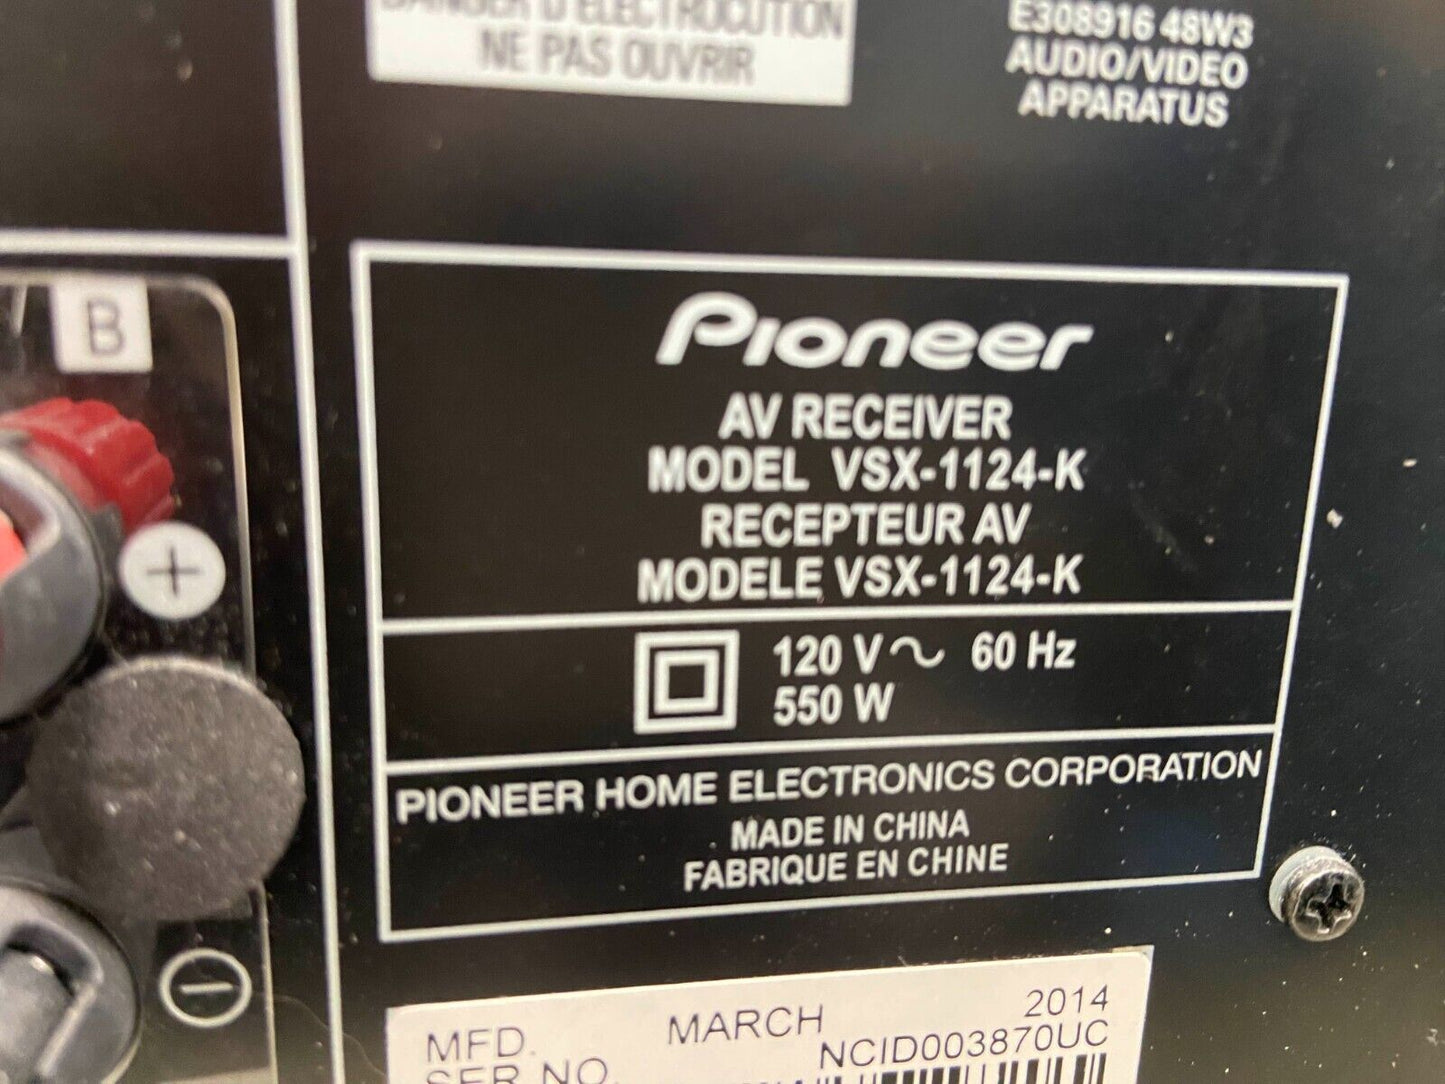 DANGER D'ELECTROCUTION
NE PAS OUVRIR
E308916 48W3
AUDIO/VIDEO
APPARATUS
B
Pioneer
AV RECEIVER
MODEL VSX-1124-K
RECEPTEUR AV
MODELE VSX-1124-K
+
120 V ~ 60 Hz
550 W
PIONEER HOME ELECTRONICS CORPORATION
MADE IN CHINA
FABRIQUE EN CHINE
−
MFD. MARCH 2014
SER.NO. NCID003870UC